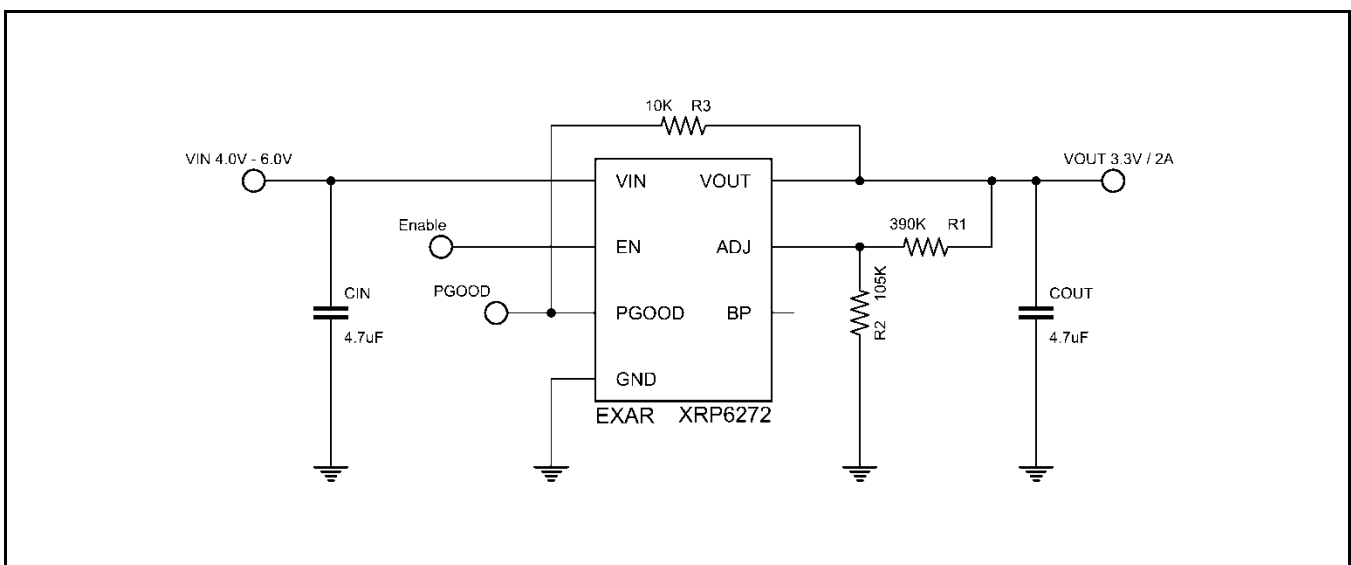 10K R3
VIN 4.0V - 6.0V
VOUT 3.3V / 2A
VIN VOUT
Enable
390K R1
EN ADJ
PGOOD
105K
R2
CIN
COUT
PGOOD BP
4.7uF
4.7uF
GND
EXAR XRP6272